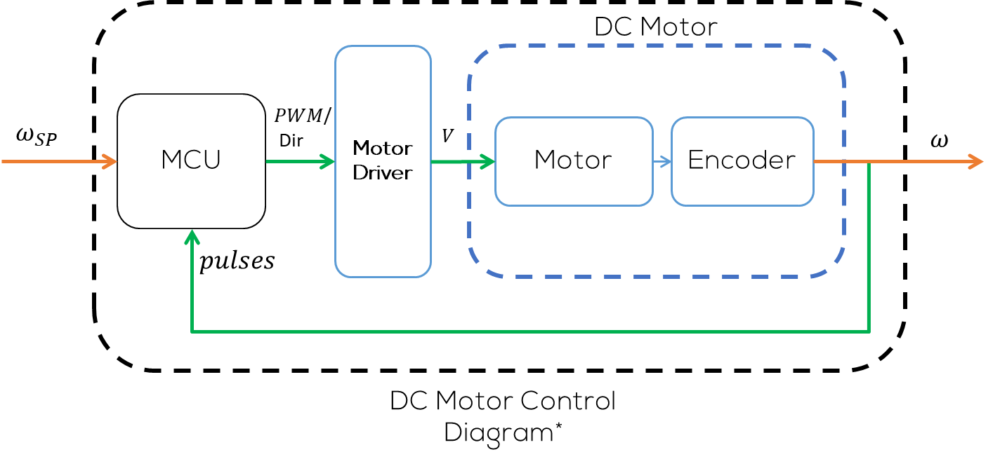 DC Motor
ω_SP
MCU
PWM/
Dir
Motor
Driver
V
Motor
Encoder
ω
pulses
DC Motor Control
Diagram*